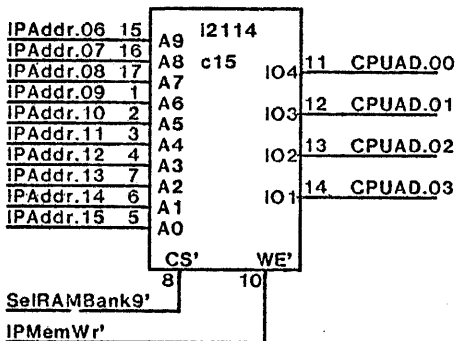 IPAddr.06 15 A9 I2114
IPAddr.07 16 A8 c15
IPAddr.08 17 A7 IO4 11 CPUAD.00
IPAddr.09 1 A6
IPAddr.10 2 A5 IO3 12 CPUAD.01
IPAddr.11 3 A4
IPAddr.12 4 A3 IO2 13 CPUAD.02
IPAddr.13 7 A2
IPAddr.14 6 A1 IO1 14 CPUAD.03
IPAddr.15 5 A0
CS' WE'
8 10
SelRAMBank9'
IPMemWr'